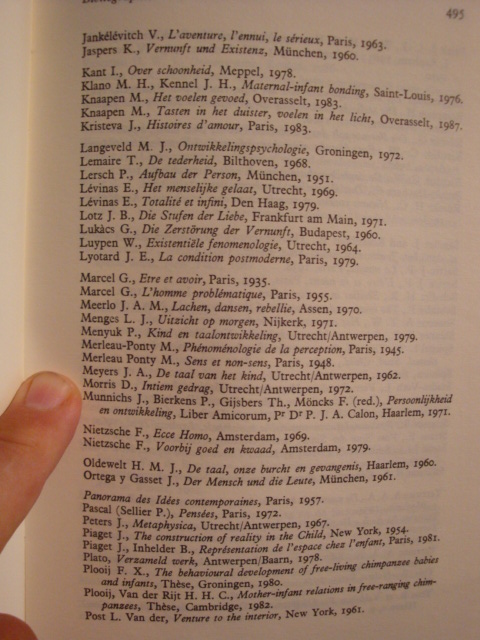 495
Jankélévitch V., L'aventure, l'ennui, le sérieux, Paris, 1963.
Jaspers K., Vernunft und Existenz, München, 1960.
Kant I., Over schoonheid, Meppel, 1978.
Klano M. H., Kennel J. H., Maternal-infant bonding, Saint-Louis, 1976.
Knaapen M., Het voelen gevoed, Overasselt, 1983.
Knaapen M., Tasten in het duister, voelen in het licht, Overasselt, 1987.
Kristeva J., Histoires d'amour, Paris, 1983.
Langeveld M. J., Ontwikkelingspsychologie, Groningen, 1972.
Lemaire T., De tederheid, Bilthoven, 1968.
Lersch P., Aufbau der Person, München, 1951.
Lévinas E., Het menselijke gelaat, Utrecht, 1969.
Lévinas E., Totalité et infini, Den Haag, 1979.
Lotz J. B., Die Stufen der Liebe, Frankfurt am Main, 1971.
Lukàcs G., Die Zerstörung der Vernunft, Budapest, 1960.
Luypen W., Existentiële fenomenologie, Utrecht, 1964.
Lyotard J. E., La condition postmoderne, Paris, 1979.
Marcel G., Etre et avoir, Paris, 1935.
Marcel G., L'homme problématique, Paris, 1955.
Meerlo J. A. M., Lachen, dansen, rebellie, Assen, 1970.
Menges L. J., Uitzicht op morgen, Nijkerk, 1971.
Menyuk P., Kind en taalontwikkeling, Utrecht/Antwerpen, 1979.
Merleau-Ponty M., Phénoménologie de la perception, Paris, 1945.
Merleau Ponty M., Sens et non-sens, Paris, 1948.
Meyers J. A., De taal van het kind, Utrecht/Antwerpen, 1962.
Morris D., Intiem gedrag, Utrecht/Antwerpen, 1972.
Munnichs J., Bierkens P., Gijsbers Th., Möncks F. (red.), Persoonlijkheid
en ontwikkeling, Liber Amicorum, Pr Dr P. J. A. Calon, Haarlem, 1971.
Nietzsche F., Ecce Homo, Amsterdam, 1969.
Nietzsche F., Voorbij goed en kwaad, Amsterdam, 1979.
Oldewelt H. M. J., De taal, onze burcht en gevangenis, Haarlem, 1960.
Ortega y Gasset J., Der Mensch und die Leute, München, 1961.
Panorama des Idées contemporaines, Paris, 1957.
Pascal (Sellier P.), Pensées, Paris, 1972.
Peters J., Metaphysica, Utrecht/Antwerpen, 1967.
Piaget J., The construction of reality in the Child, New York, 1954.
Piaget J., Inhelder B., Représentation de l'espace chez l'enfant, Paris, 1981.
Plato, Verzameld werk, Antwerpen/Baarn, 1978.
Plooij F. X., The behavioural development of free-living chimpanzee babies
and infants, Thèse, Groningen, 1980.
Plooij, Van der Rijt H. H. C., Mother-infant relations in free-ranging chim-
panzees, Thèse, Cambridge, 1982.
Post L. Van der, Venture to the interior, New York, 1961.